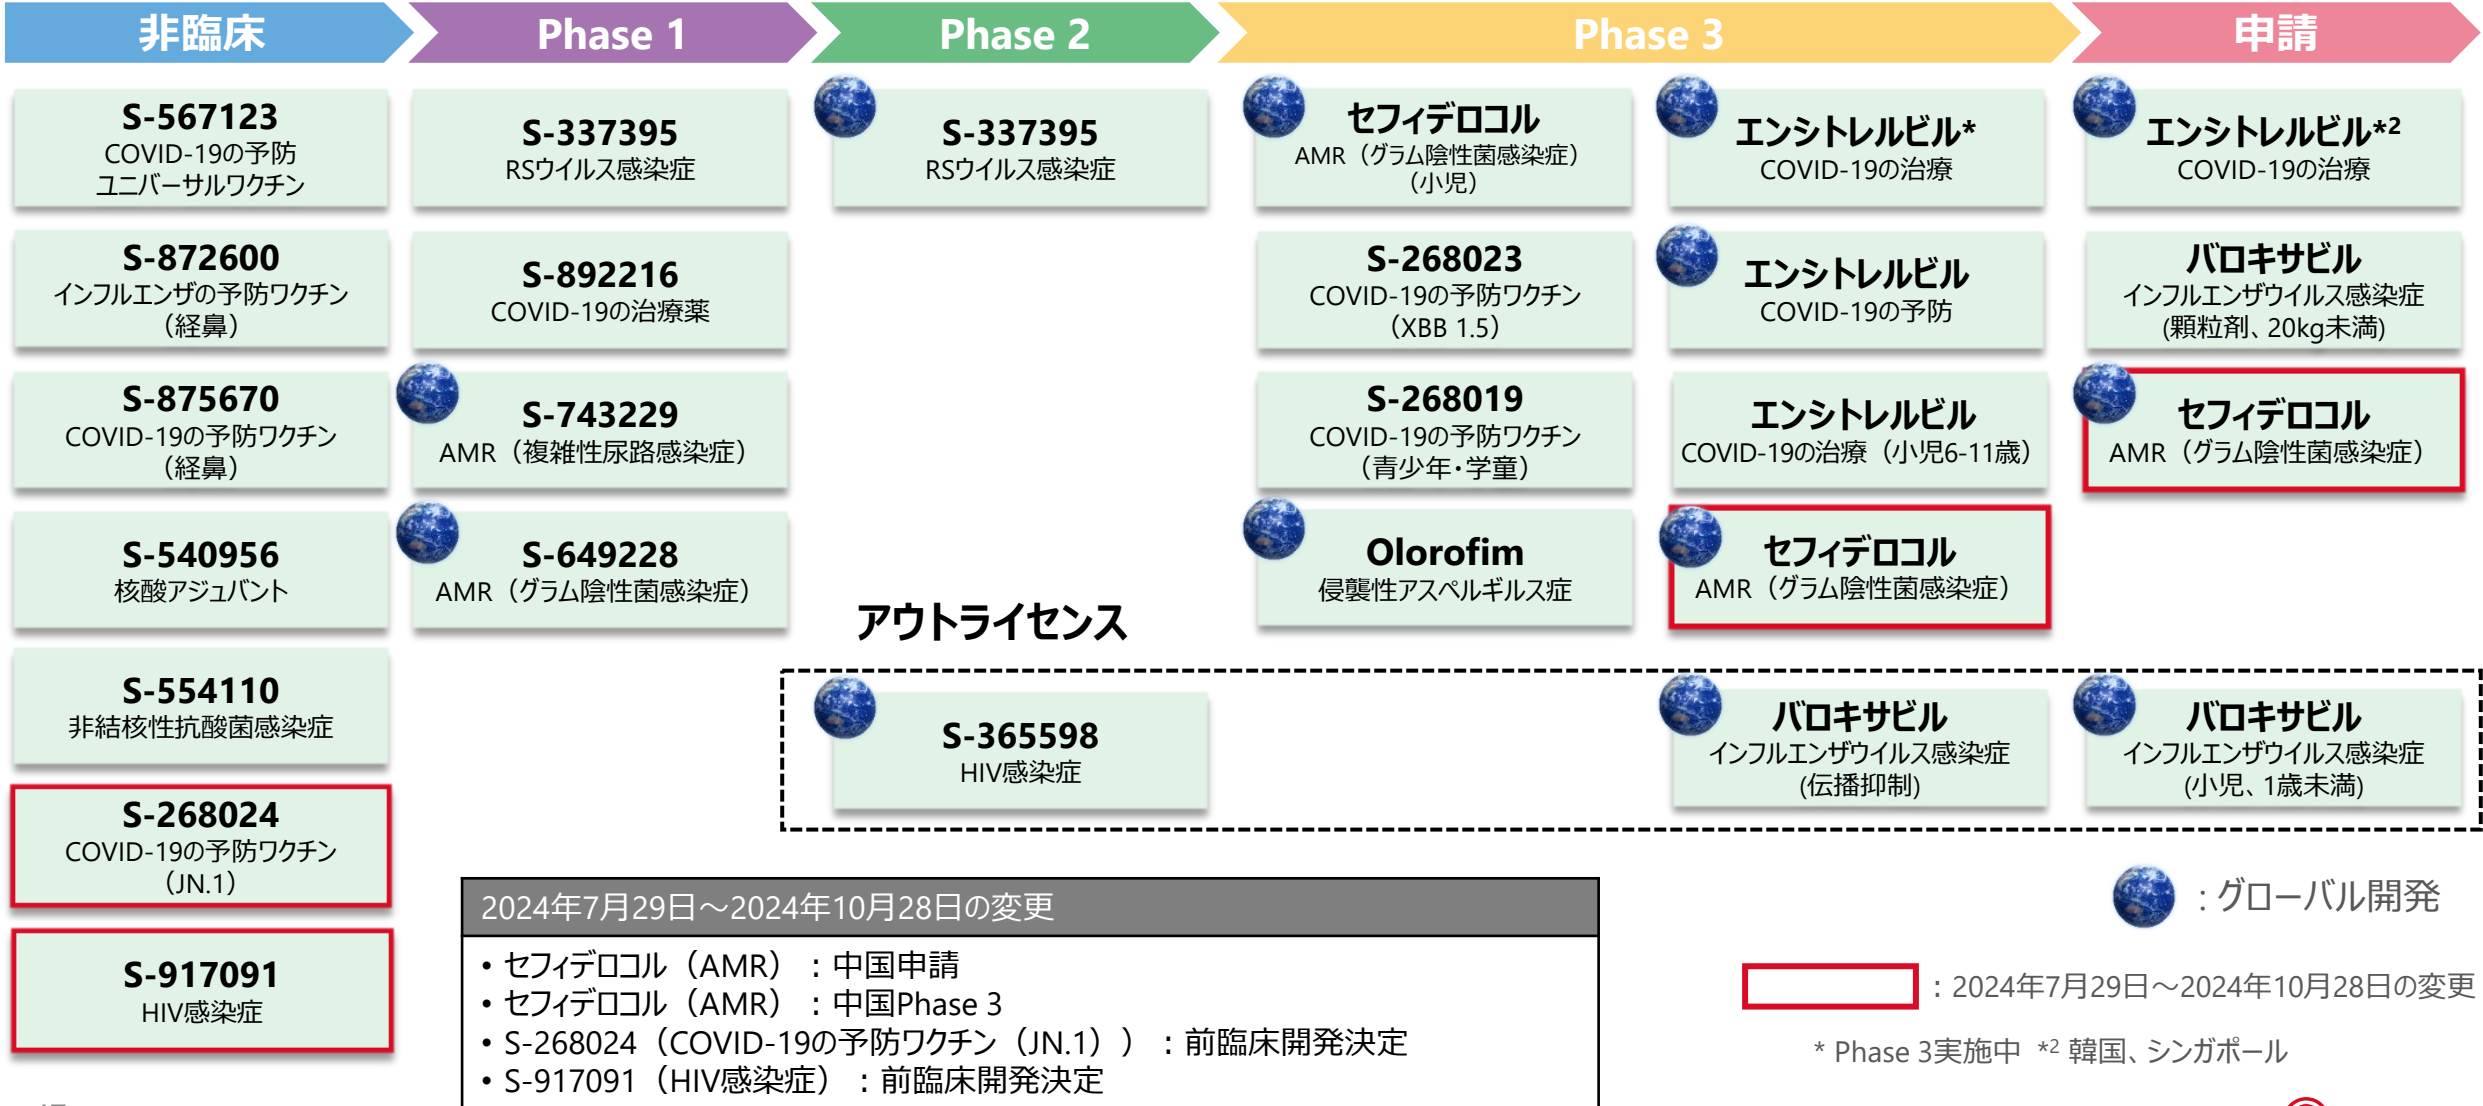 非臨床
Phase 1
Phase 2
Phase 3
申請
S-567123
COVID-19の予防
ユニバーサルワクチン
S-872600
インフルエンザの予防ワクチン
（経鼻）
S-875670
COVID-19の予防ワクチン
（経鼻）
S-540956
核酸アジュバント
S-554110
非結核性抗酸菌感染症
S-268024
COVID-19の予防ワクチン
（JN.1）
S-917091
HIV感染症
S-337395
RSウイルス感染症
S-892216
COVID-19の治療薬
S-743229
AMR（複雑性尿路感染症）
S-649228
AMR（グラム陰性菌感染症）
S-337395
RSウイルス感染症
セフィデロコル
AMR（グラム陰性菌感染症）
（小児）
S-268023
COVID-19の予防ワクチン
（XBB 1.5）
S-268019
COVID-19の予防ワクチン
（青少年・学童）
Olorofim
侵襲性アスペルギルス症
エンシトレルビル*
COVID-19の治療
エンシトレルビル
COVID-19の予防
エンシトレルビル
COVID-19の治療（小児6-11歳）
セフィデロコル
AMR（グラム陰性菌感染症）
エンシトレルビル*2
COVID-19の治療
バロキサビル
インフルエンザウイルス感染症
(顆粒剤、20kg未満)
セフィデロコル
AMR（グラム陰性菌感染症）
アウトライセンス
S-365598
HIV感染症
バロキサビル
インフルエンザウイルス感染症
(伝播抑制)
バロキサビル
インフルエンザウイルス感染症
(小児、1歳未満)
2024年7月29日～2024年10月28日の変更
• セフィデロコル（AMR）：中国申請
• セフィデロコル（AMR）：中国Phase 3
• S-268024（COVID-19の予防ワクチン（JN.1））：前臨床開発決定
• S-917091（HIV感染症）：前臨床開発決定
：グローバル開発
：2024年7月29日～2024年10月28日の変更
* Phase 3実施中 *2 韓国、シンガポール